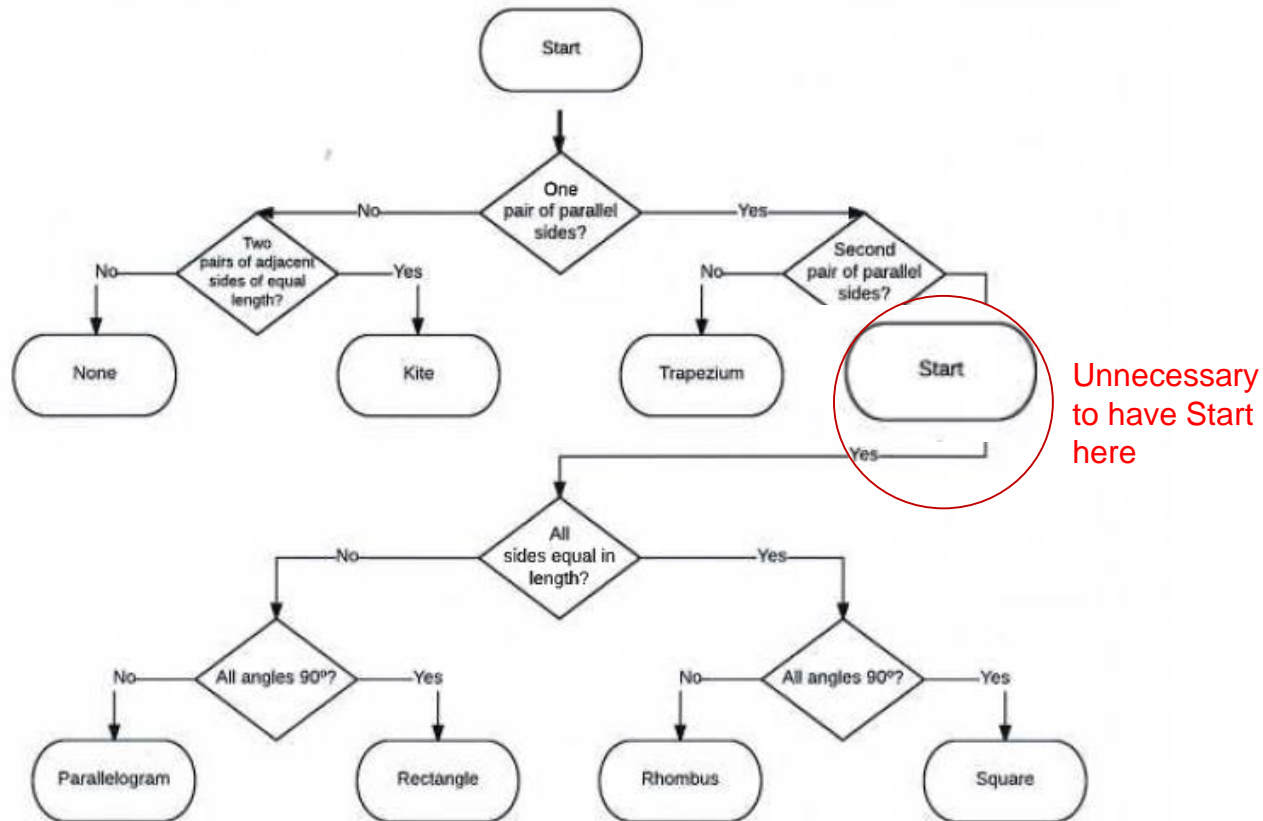 Start
One
pair of parallel
sides?
No
Yes
Two
pairs of adjacent
sides of equal
length?
No
Yes
Second
pair of parallel
sides?
No
None
Kite
Trapezium
Start
Unnecessary
to have Start
here
Yes
All
sides equal in
length?
No
Yes
All angles 90º?
No
Yes
All angles 90º?
No
Yes
Parallelogram
Rectangle
Rhombus
Square